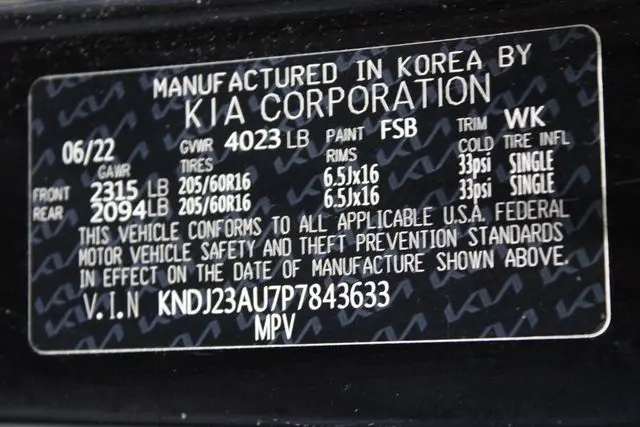 MANUFACTURED IN KOREA BY
KIA CORPORATION
06/22 GVWR 4023 LB PAINT FSB TRIM WK
GAWR TIRES RIMS COLD TIRE INFL
FRONT 2315 LB 205/60R16 6.5Jx16 33psi SINGLE
REAR 2094 LB 205/60R16 6.5Jx16 33psi SINGLE
THIS VEHICLE CONFORMS TO ALL APPLICABLE U.S.A. FEDERAL
MOTOR VEHICLE SAFETY AND THEFT PREVENTION STANDARDS
IN EFFECT ON THE DATE OF MANUFACTURE SHOWN ABOVE.
V.I.N KNDJ23AU7P7843633
MPV